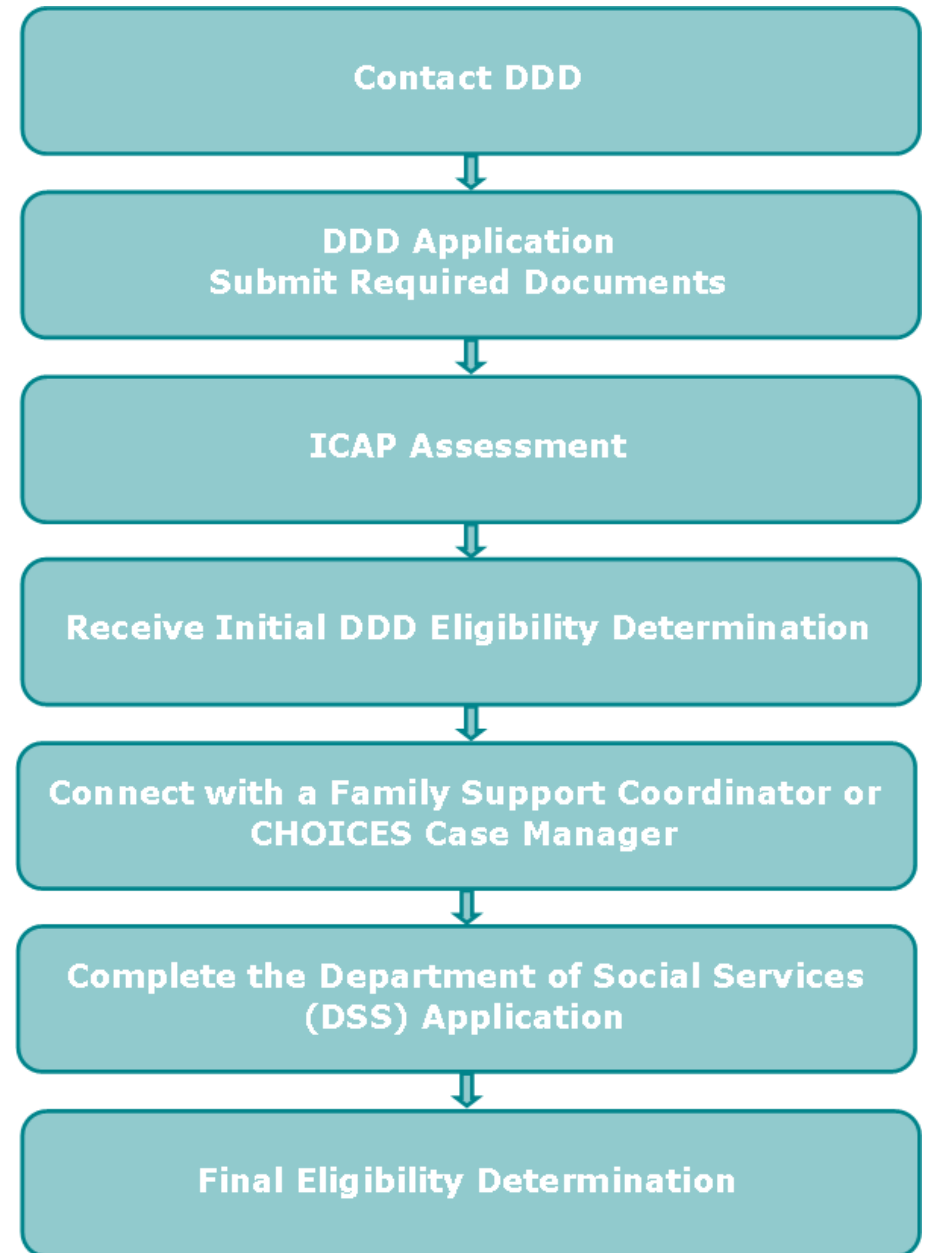 Contact DDD
DDD Application
Submit Required Documents
ICAP Assessment
Receive Initial DDD Eligibility Determination
Connect with a Family Support Coordinator or
CHOICES Case Manager
Complete the Department of Social Services
(DSS) Application
Final Eligibility Determination